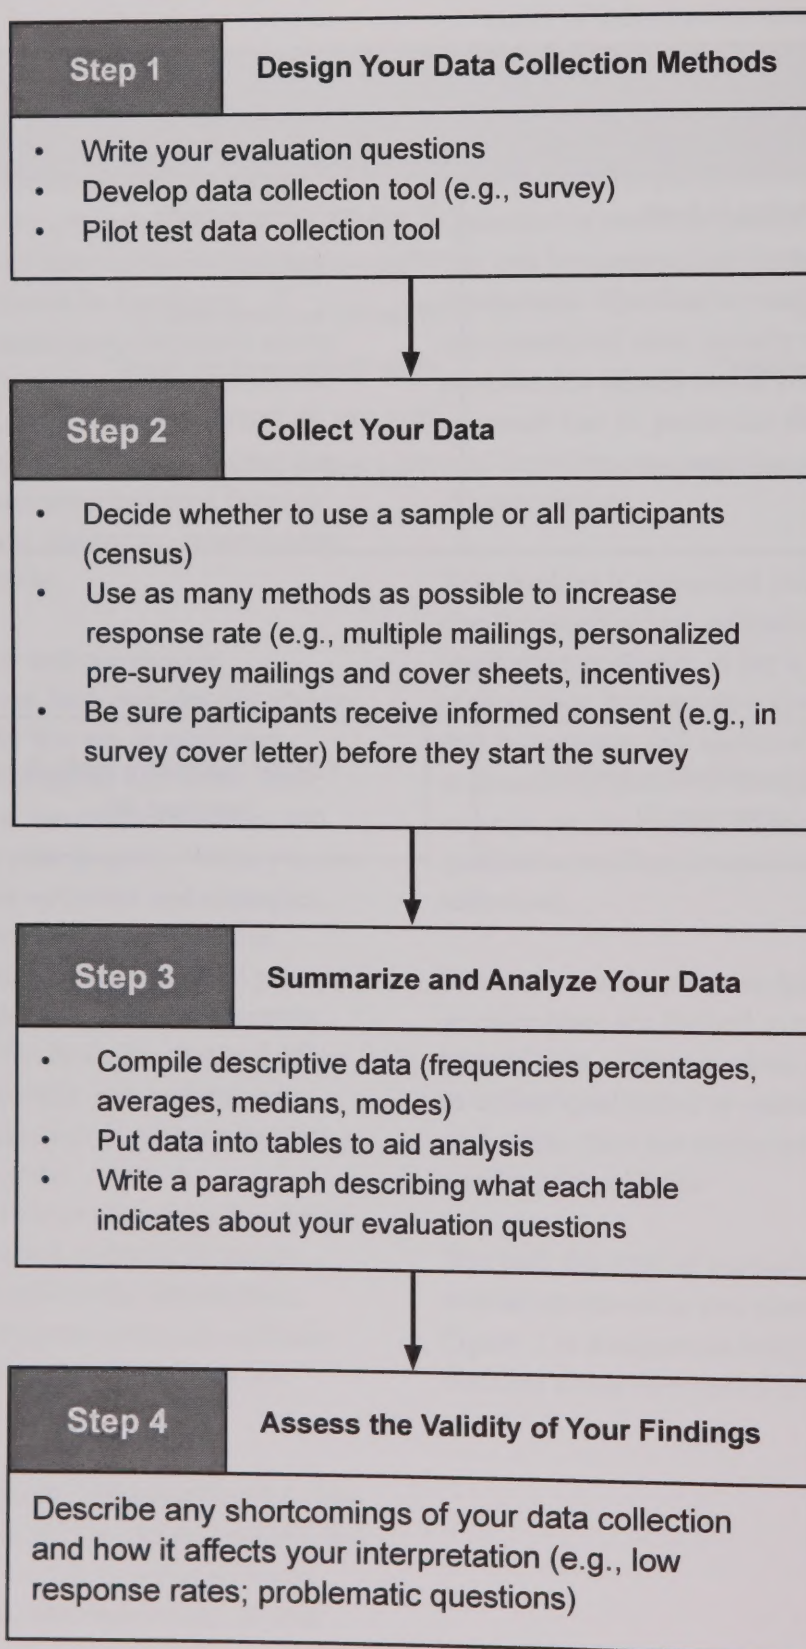 Step 1
Design Your Data Collection Methods
• Write your evaluation questions
• Develop data collection tool (e.g., survey)
• Pilot test data collection tool
Step 2
Collect Your Data
• Decide whether to use a sample or all participants
(census)
• Use as many methods as possible to increase
response rate (e.g., multiple mailings, personalized
pre-survey mailings and cover sheets, incentives)
• Be sure participants receive informed consent (e.g., in
survey cover letter) before they start the survey
Step 3
Summarize and Analyze Your Data
• Compile descriptive data (frequencies percentages,
averages, medians, modes)
• Put data into tables to aid analysis
• Write a paragraph describing what each table
indicates about your evaluation questions
Step 4
Assess the Validity of Your Findings
Describe any shortcomings of your data collection
and how it affects your interpretation (e.g., low
response rates; problematic questions)